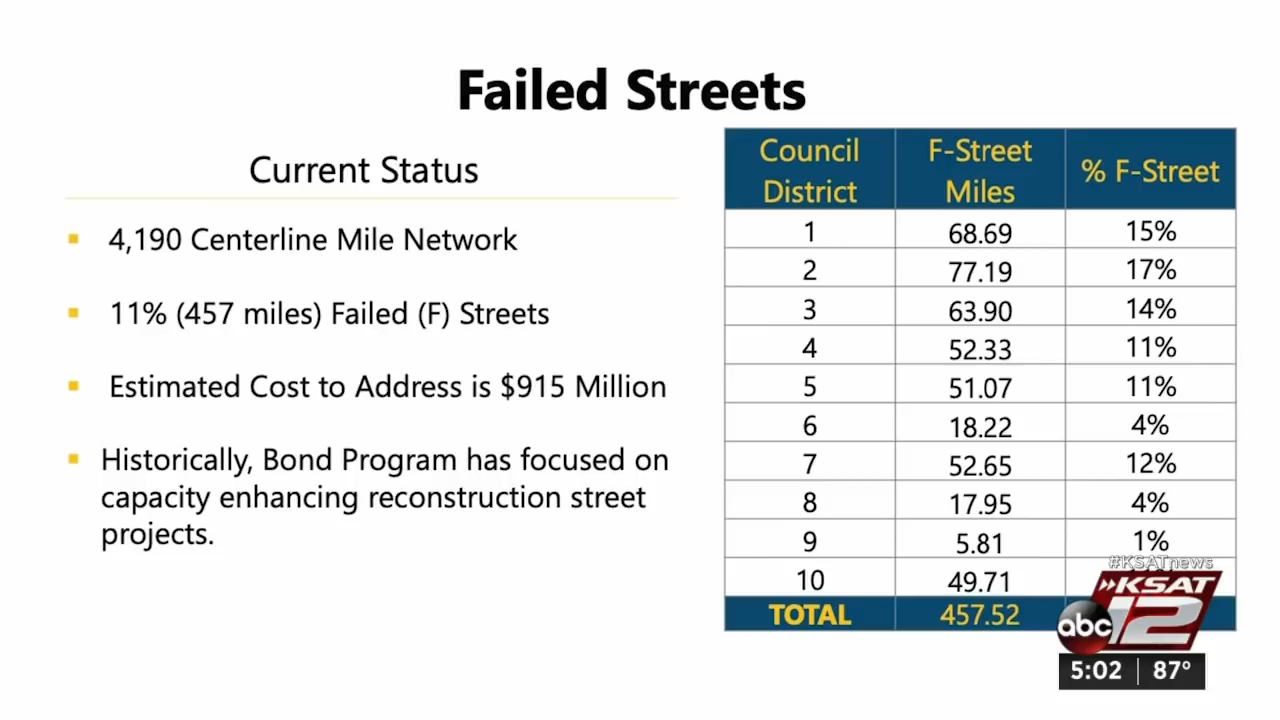 Failed Streets
Current Status
▪ 4,190 Centerline Mile Network
▪ 11% (457 miles) Failed (F) Streets
▪ Estimated Cost to Address is $915 Million
▪ Historically, Bond Program has focused on
capacity enhancing reconstruction street
projects.
Council District F-Street Miles % F-Street
1 68.69 15%
2 77.19 17%
3 63.90 14%
4 52.33 11%
5 51.07 11%
6 18.22 4%
7 52.65 12%
8 17.95 4%
9 5.81 1%
10 49.71
TOTAL 457.52
#KSATnews
KSAT
abc 12
5:02 87°